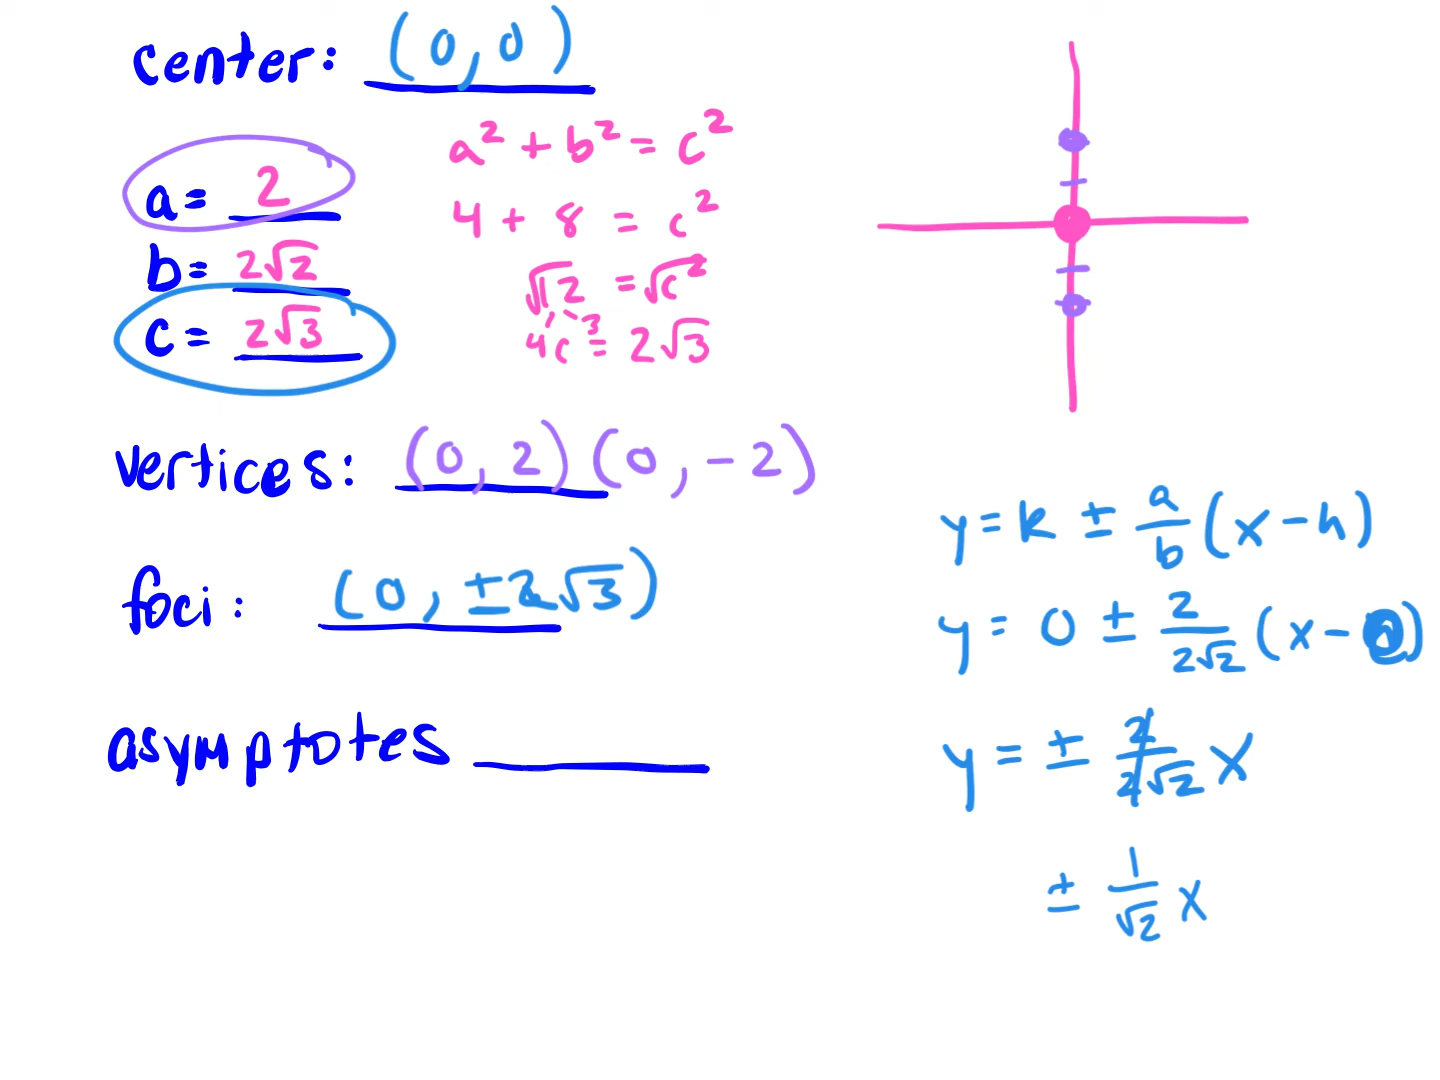 center: (0, 0)
a = 2
b = 2√2
c = 2√3
a² + b² = c²
4 + 8 = c²
√12 = √c²
4 3
c = 2√3
vertices: (0, 2) (0, -2)
foci: (0, ±2√3)
asymptotes
y = k ± a/b (x - h)
y = 0 ± 2/2√2 (x - 0)
y = ± 2/2√2 x
± 1/√2 x